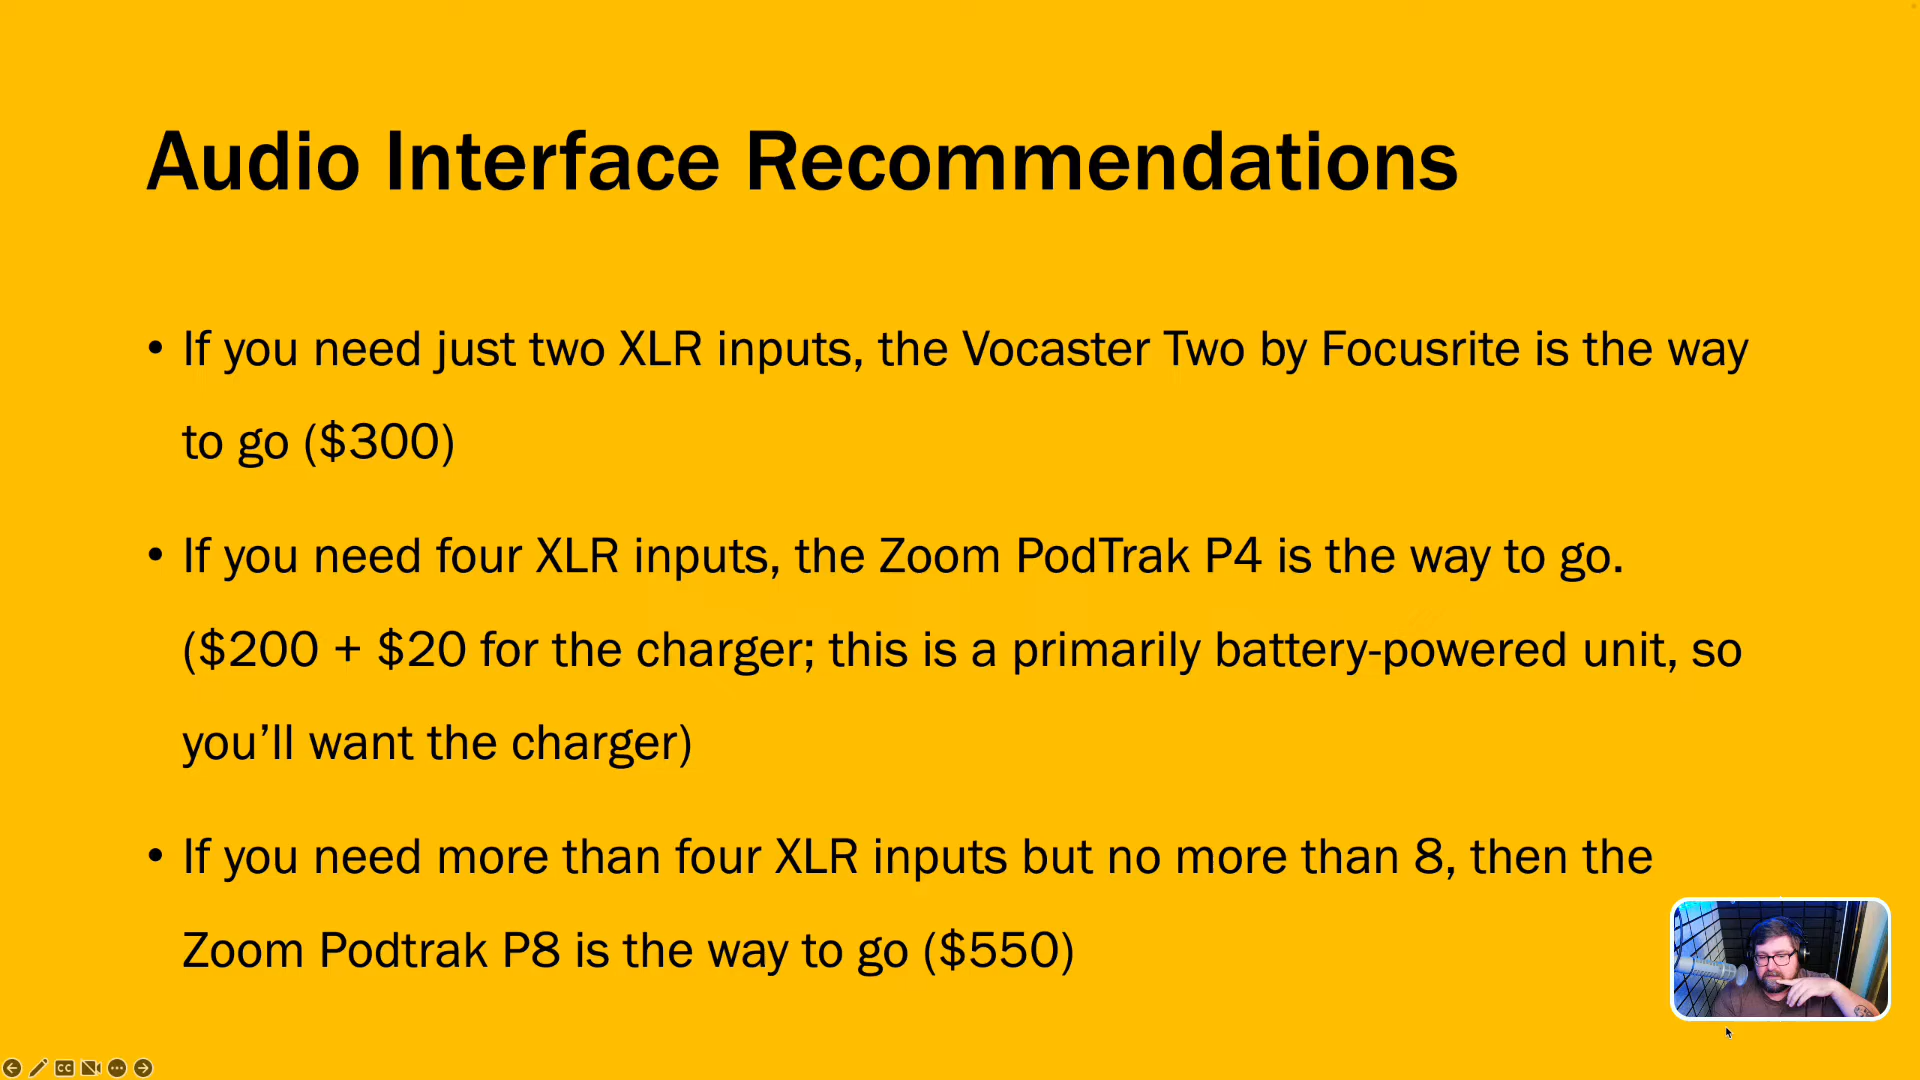 Audio Interface Recommendations
• If you need just two XLR inputs, the Vocaster Two by Focusrite is the way
to go ($300)
• If you need four XLR inputs, the Zoom PodTrak P4 is the way to go.
($200 + $20 for the charger; this is a primarily battery-powered unit, so
you’ll want the charger)
• If you need more than four XLR inputs but no more than 8, then the
Zoom Podtrak P8 is the way to go ($550)
CC